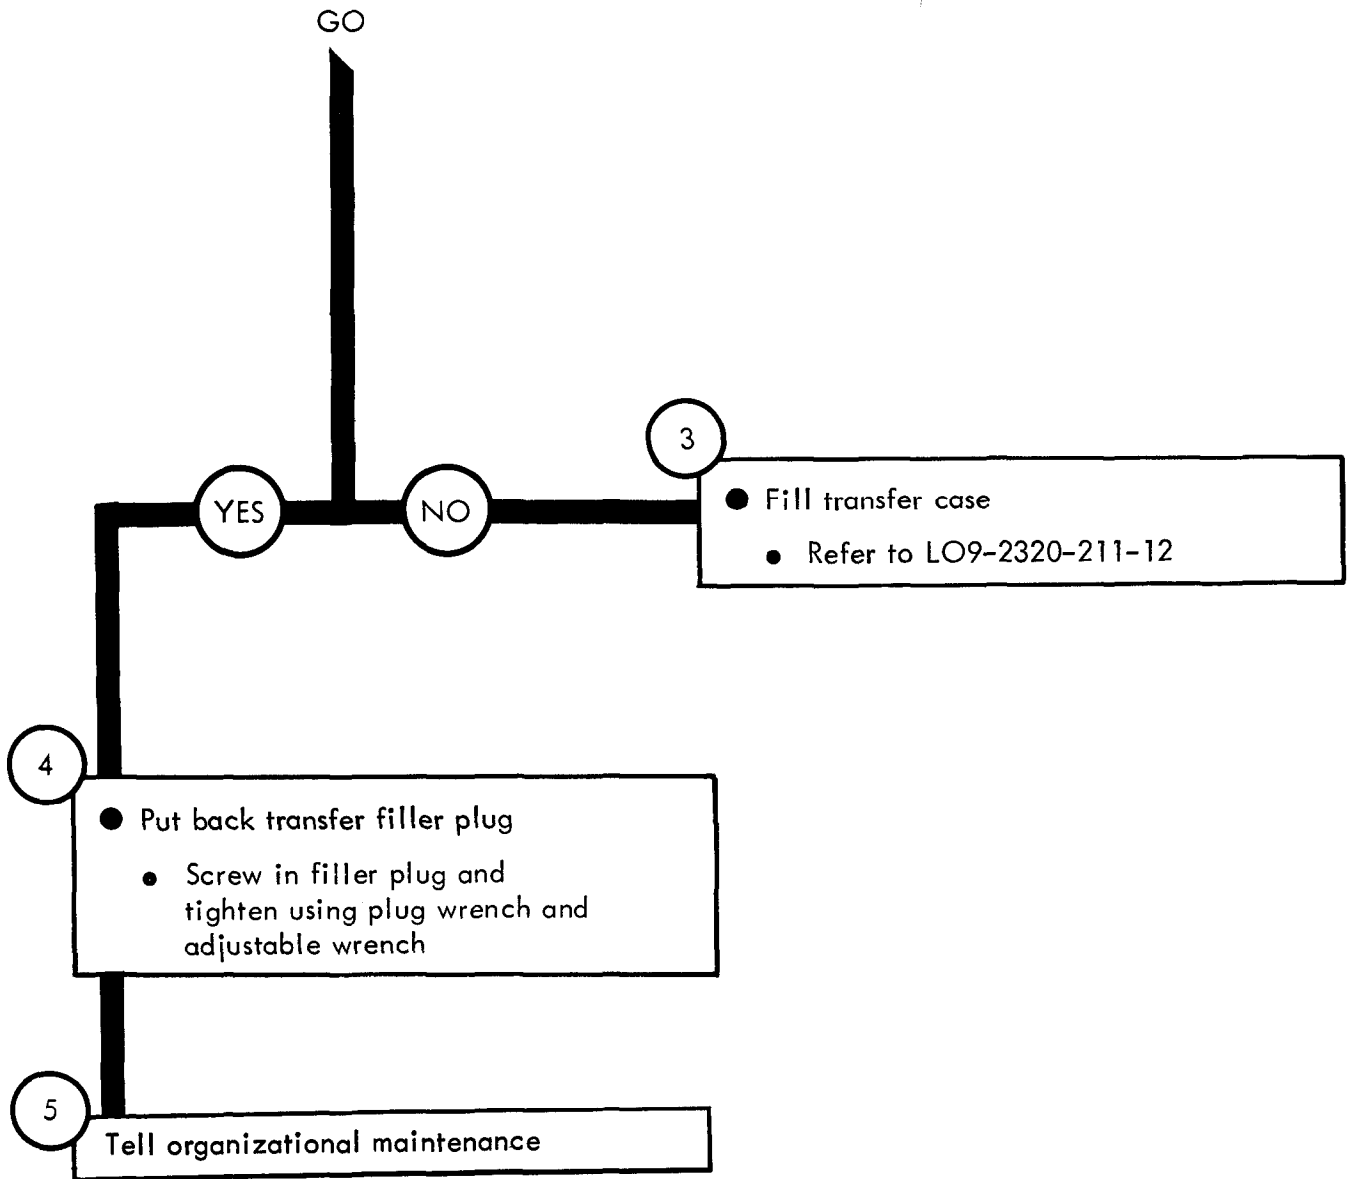 GO
3
YES
NO
● Fill transfer case
● Refer to LO9-2320-211-12
4
● Put back transfer filler plug
● Screw in filler plug and
tighten using plug wrench and
adjustable wrench
5
Tell organizational maintenance